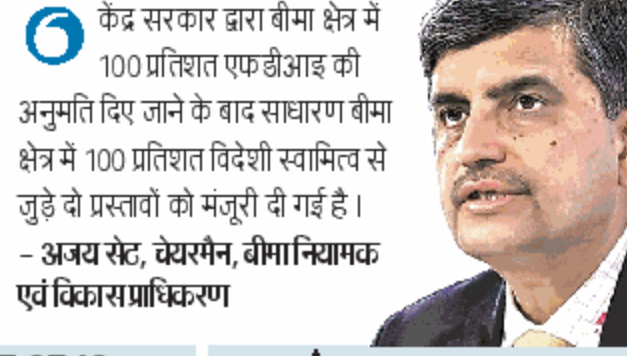 केंद्र सरकार द्वारा बीमा क्षेत्र में
100 प्रतिशत एफडीआइ की
अनुमति दिए जाने के बाद साधारण बीमा
क्षेत्र में 100 प्रतिशत विदेशी स्वामित्व से
जुड़े दो प्रस्तावों को मंजूरी दी गई है।
– अजय सेट, चेयरमैन, बीमा नियामक
एवं विकास प्राधिकरण